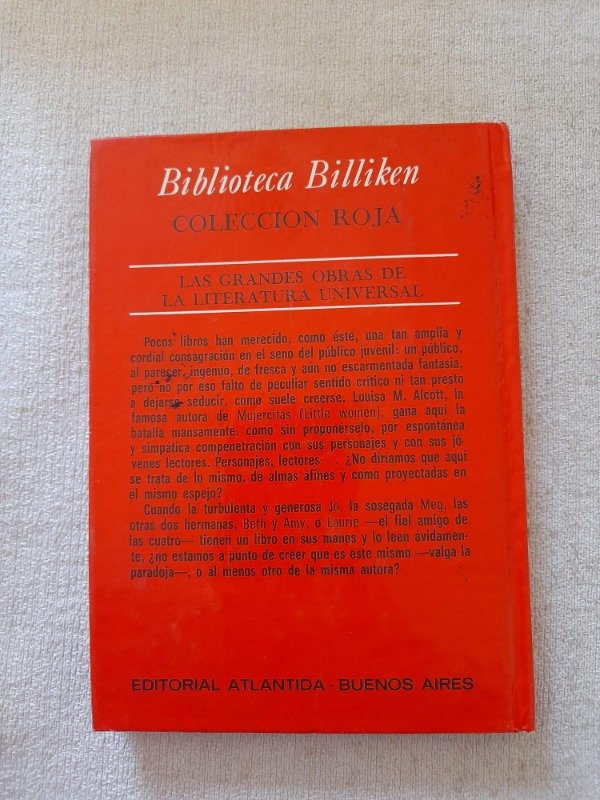 Biblioteca Billiken
COLECCION ROJA
LAS GRANDES OBRAS DE
LA LITERATURA UNIVERSAL
Pocos libros han merecido, como éste, una tan amplia y
cordial consagración en el seno del público juvenil: un público,
al parecer, ingenuo, de fresca y aun no escarmentada fantasía,
pero no por eso falto de peculiar sentido crítico ni tan presto
a dejarse seducir, como suele creerse. Louisa M. Alcott, la
famosa autora de Mujercitas (Little women), gana aquí la
batalla mansamente, como sin proponérselo, por espontánea
y simpática compenetración con sus personajes y con sus jó-
venes lectores. Personajes, lectores... ¿No diríamos que aquí
se trata de lo mismo, de almas afines y como proyectadas en
el mismo espejo?
Cuando la turbulenta y generosa Jo, la sosegada Meg, las
otras dos hermanas, Beth y Amy, o Laurie —el fiel amigo de
las cuatro— tienen un libro en sus manos y lo leen ávidamen-
te, ¿no estamos a punto de creer que es este mismo —valga la
paradoja—, o al menos otro de la misma autora?
EDITORIAL ATLANTIDA - BUENOS AIRES